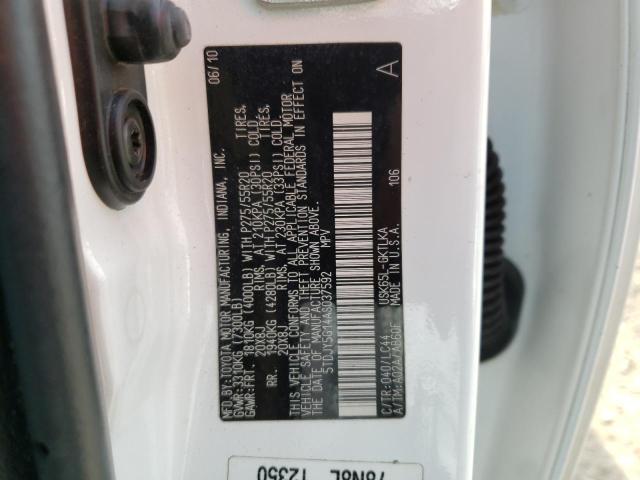 MFD.BY:TOYOTA MOTOR MANUFACTURING, INDIANA, INC. 06/10
GVWR:3310KG (7300LB)
GAWR:FRT. 1810KG (4000LB) WITH P275/55R20 TIRES,
20X8J RIMS, AT 210KPA (30PSI) COLD
RR. 1940KG (4280LB) WITH P275/55R20 TIRES,
20X8J RIMS, AT 230KPA (33PSI) COLD.
THIS VEHICLE CONFORMS TO ALL APPLICABLE FEDERAL MOTOR
VEHICLE SAFETY AND THEFT PREVENTION STANDARDS IN EFFECT ON
THE DATE OF MANUFACTURE SHOWN ABOVE.
5TDJY5G14AS037592 MPV
A
C/TR:040/LC44 USK65L-GKTLKA 106
A/TM:A02A/AB60F MADE IN U.S.A.
78N8L 12350